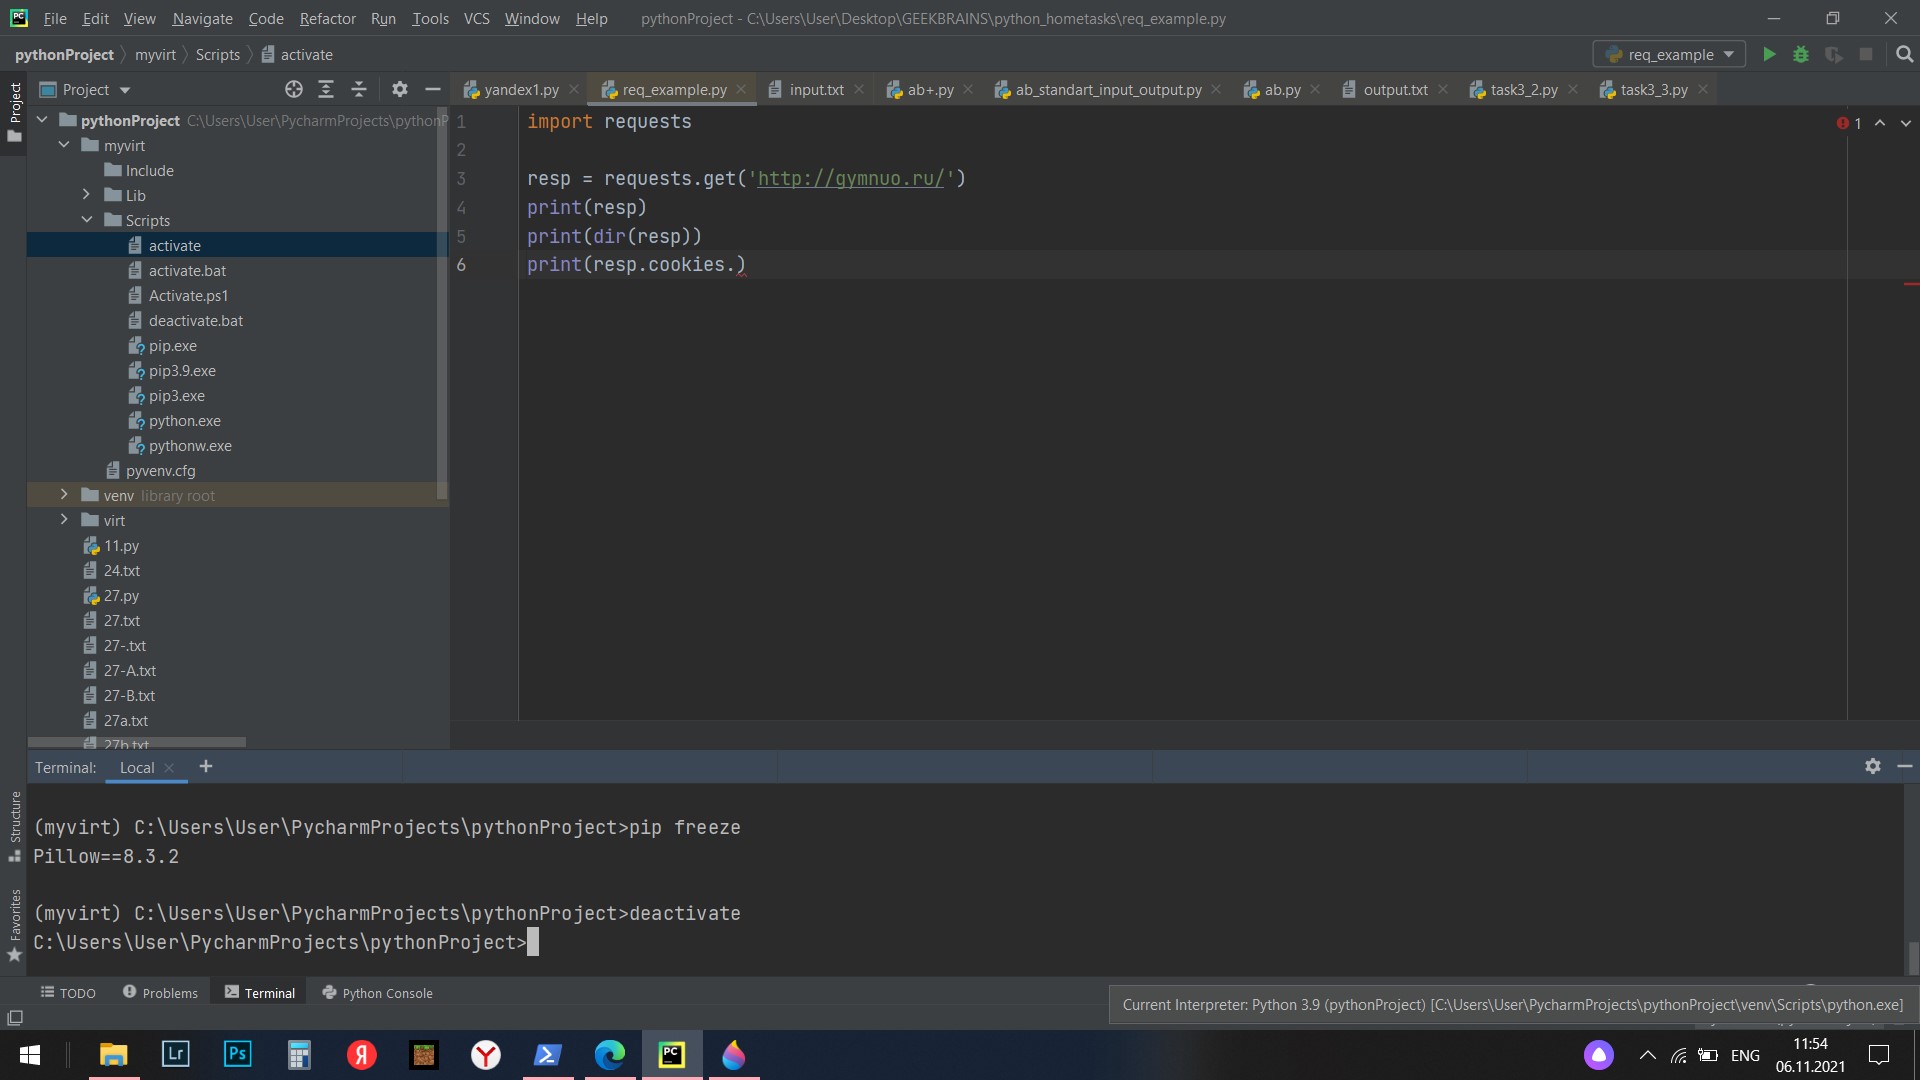 File Edit View Navigate Code Refactor Run Tools VCS Window Help pythonProject - C:\Users\User\Desktop\GEEKBRAINS\python_hometasks\req_example.py
pythonProject myvirt Scripts activate req_example
Project
Project
yandex1.py req_example.py input.txt ab+.py ab_standart_input_output.py ab.py output.txt task3_2.py task3_3.py
pythonProject C:\Users\User\PycharmProjects\pythonP
myvirt
Include
Lib
Scripts
activate
activate.bat
Activate.ps1
deactivate.bat
pip.exe
pip3.9.exe
pip3.exe
python.exe
pythonw.exe
pyvenv.cfg
venv library root
virt
11.py
24.txt
27.py
27.txt
27-.txt
27-A.txt
27-B.txt
27a.txt
27b.txt
1 import requests
2
3 resp = requests.get('http://gymnuo.ru/')
4 print(resp)
5 print(dir(resp))
6 print(resp.cookies.)
1
Terminal: Local
Structure
Favorites
(myvirt) C:\Users\User\PycharmProjects\pythonProject>pip freeze
Pillow==8.3.2
(myvirt) C:\Users\User\PycharmProjects\pythonProject>deactivate
C:\Users\User\PycharmProjects\pythonProject>
TODO Problems Terminal Python Console
Current Interpreter: Python 3.9 (pythonProject) [C:\Users\User\PycharmProjects\pythonProject\venv\Scripts\python.exe]
PC
Lr Ps Я Y PC
ENG
11:54
06.11.2021